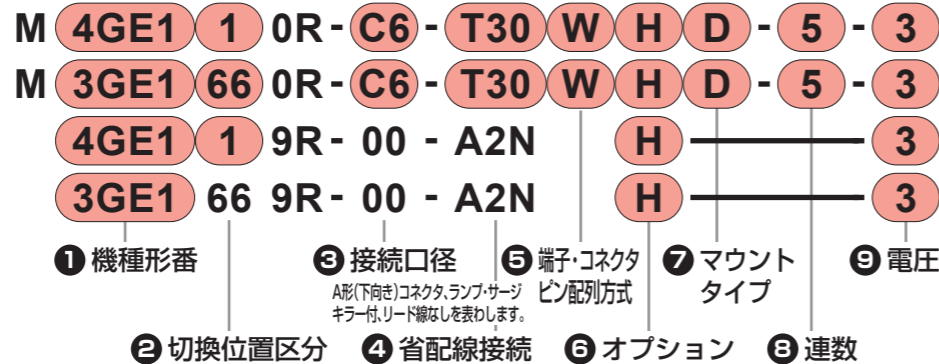 M 4GE1 1 0R - C6 - T30 W H D - 5 - 3
M 3GE1 66 0R - C6 - T30 W H D - 5 - 3
4GE1 1 9R - 00 - A2N H 3
3GE1 66 9R - 00 - A2N H 3
❶ 機種形番
❸ 接続口径
A形(下向き)コネクタ、ランプ・サージ
キラー付、リード線なしを表わします。
❺ 端子・コネクタ
ピン配列方式
❼ マウント
タイプ
❾ 電圧
❷ 切換位置区分
❹ 省配線接続
❻ オプション
❽ 連数